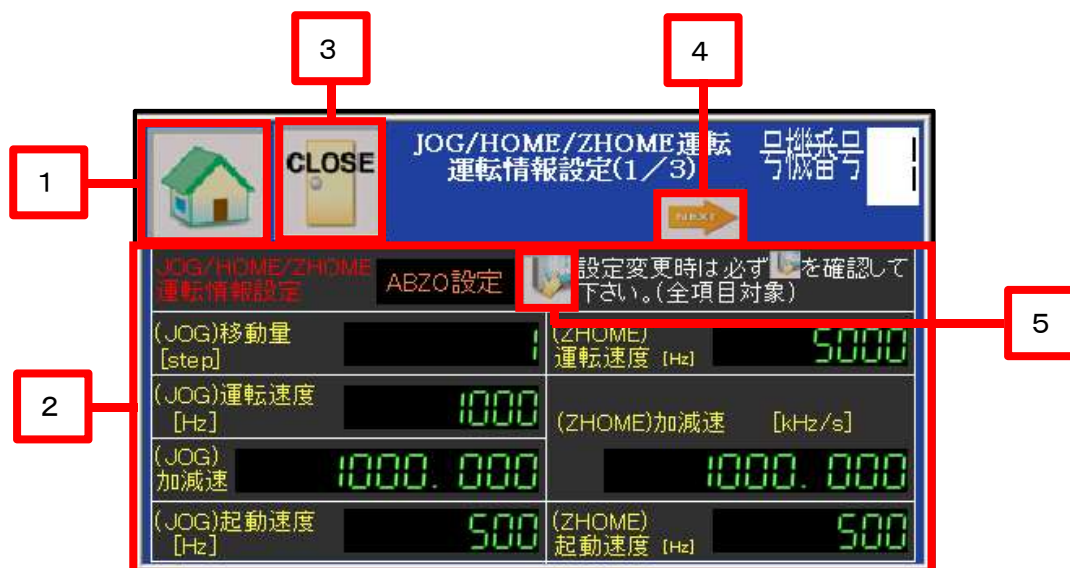 3
4
1
CLOSE
JOG/HOME/ZHOME運転
運転情報設定(1/3)
号機番号
1
NEXT
JOG/HOME/ZHOME
運転情報設定
ABZO設定
設定変更時は必ず を確認して
下さい。(全項目対象)
5
2
(JOG)移動量
[step]
1
(ZHOME)
運転速度 [Hz]
5000
(JOG)運転速度
[Hz]
1000
(ZHOME)加減速 [kHz/s]
1000.000
(JOG)
加減速
1000.000
(JOG)起動速度
[Hz]
500
(ZHOME)
起動速度 [Hz]
500